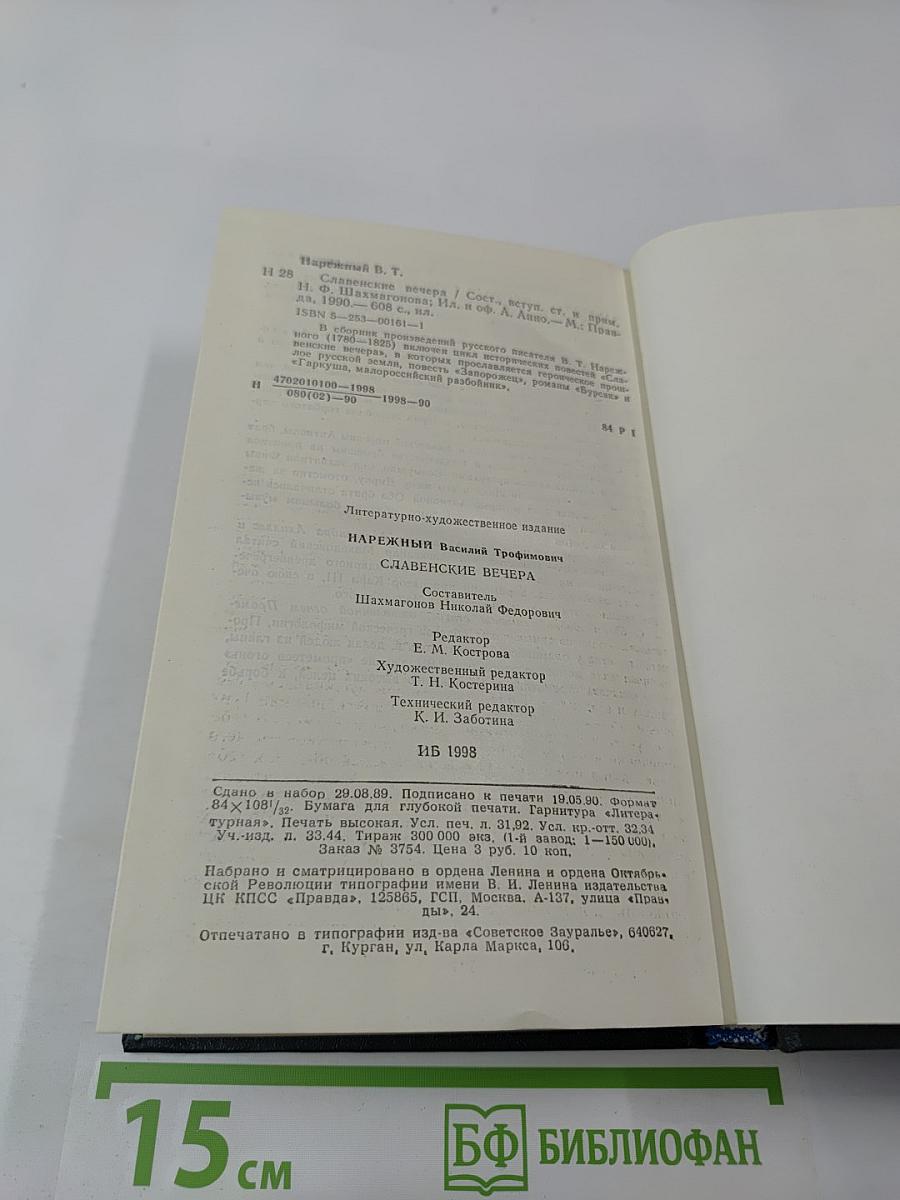 Нарежный В. Т.
Н 28 Славенские вечера / Сост., вступ. ст. и прим.
Н. Ф. Шахмагонова; Ил. и оф. А. Анно.— М.: Прав-
да, 1990.— 608 с., ил.
ISBN 5—253—00161—1
В сборник произведений русского писателя В. Т. Нареж-
ного (1780—1825) включен цикл исторических повестей «Сла-
венские вечера», в которых прославляется героическое прош-
лое русской земли, повесть «Запорожец», романы «Бурсак» и
«Гаркуша, малороссийский разбойник».
Н 4702010100—1998 1998—90
080(02)—90
84 Р 1
Литературно-художественное издание
НАРЕЖНЫЙ Василий Трофимович
СЛАВЕНСКИЕ ВЕЧЕРА
Составитель
Шахмагонов Николай Федорович
Редактор
Е. М. Кострова
Художественный редактор
Т. Н. Костерина
Технический редактор
К. И. Заботина
ИБ 1998
Сдано в набор 29.08.89. Подписано к печати 19.05.90. Формат
84×108¹/₃₂. Бумага для глубокой печати. Гарнитура «Литера-
турная». Печать высокая. Усл. печ. л. 31,92. Усл. кр.-отт. 32,34
Уч.-изд. л. 33.44. Тираж 300 000 экз. (1-й завод: 1—150 000).
Заказ № 3754. Цена 3 руб. 10 коп.
Набрано и сматрицировано в ордена Ленина и ордена Октябрь-
ской Революции типографии имени В. И. Ленина издательства
ЦК КПСС «Правда», 125865, ГСП, Москва, А-137, улица «Прав-
ды», 24.
Отпечатано в типографии изд-ва «Советское Зауралье», 640627,
г. Курган, ул. Карла Маркса, 106.
15 см
БФ БИБЛИОФАН